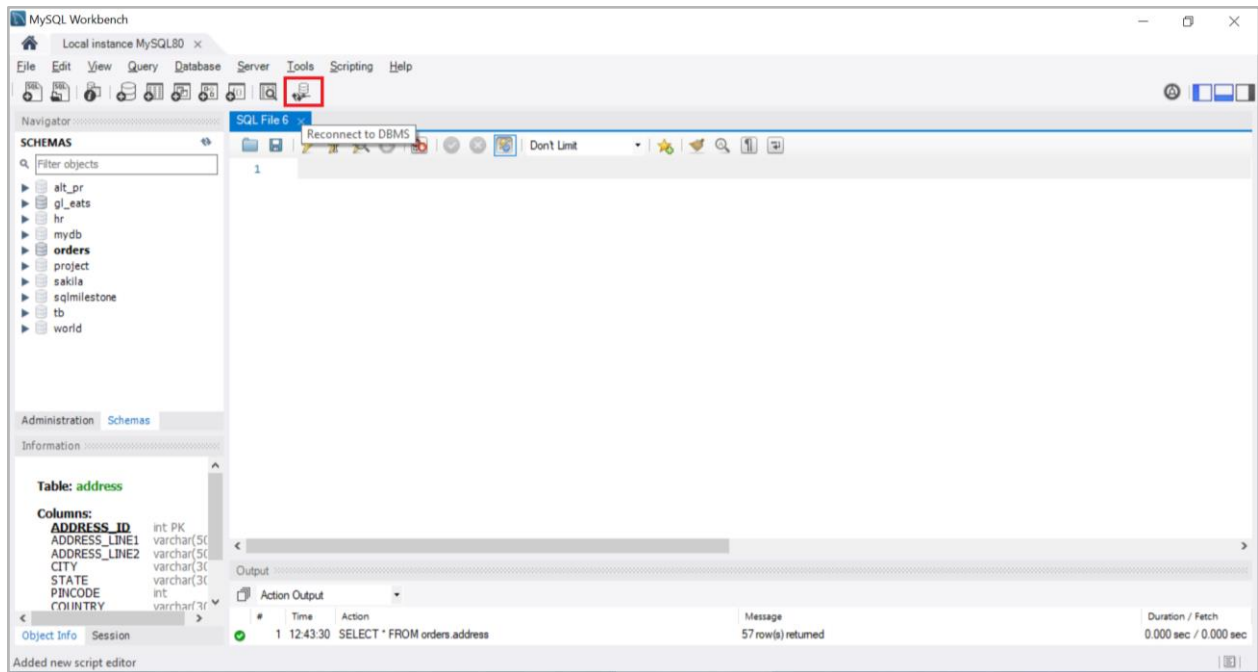 MySQL Workbench
Local instance MySQL80
File Edit View Query Database Server Tools Scripting Help
Navigator
SQL File 6
Reconnect to DBMS
SCHEMAS
Don't Limit
Filter objects
1
alt_pr
gl_eats
hr
mydb
orders
project
sakila
sqlmilestone
tb
world
Administration Schemas
Information
Table: address
Columns:
ADDRESS_ID int PK
ADDRESS_LINE1 varchar(50
ADDRESS_LINE2 varchar(50
CITY varchar(30
STATE varchar(30
PINCODE int
COUNTRY varchar(30
Object Info Session
Output
Action Output
# Time Action Message Duration / Fetch
1 12:43:30 SELECT * FROM orders.address 57 row(s) returned 0.000 sec / 0.000 sec
Added new script editor